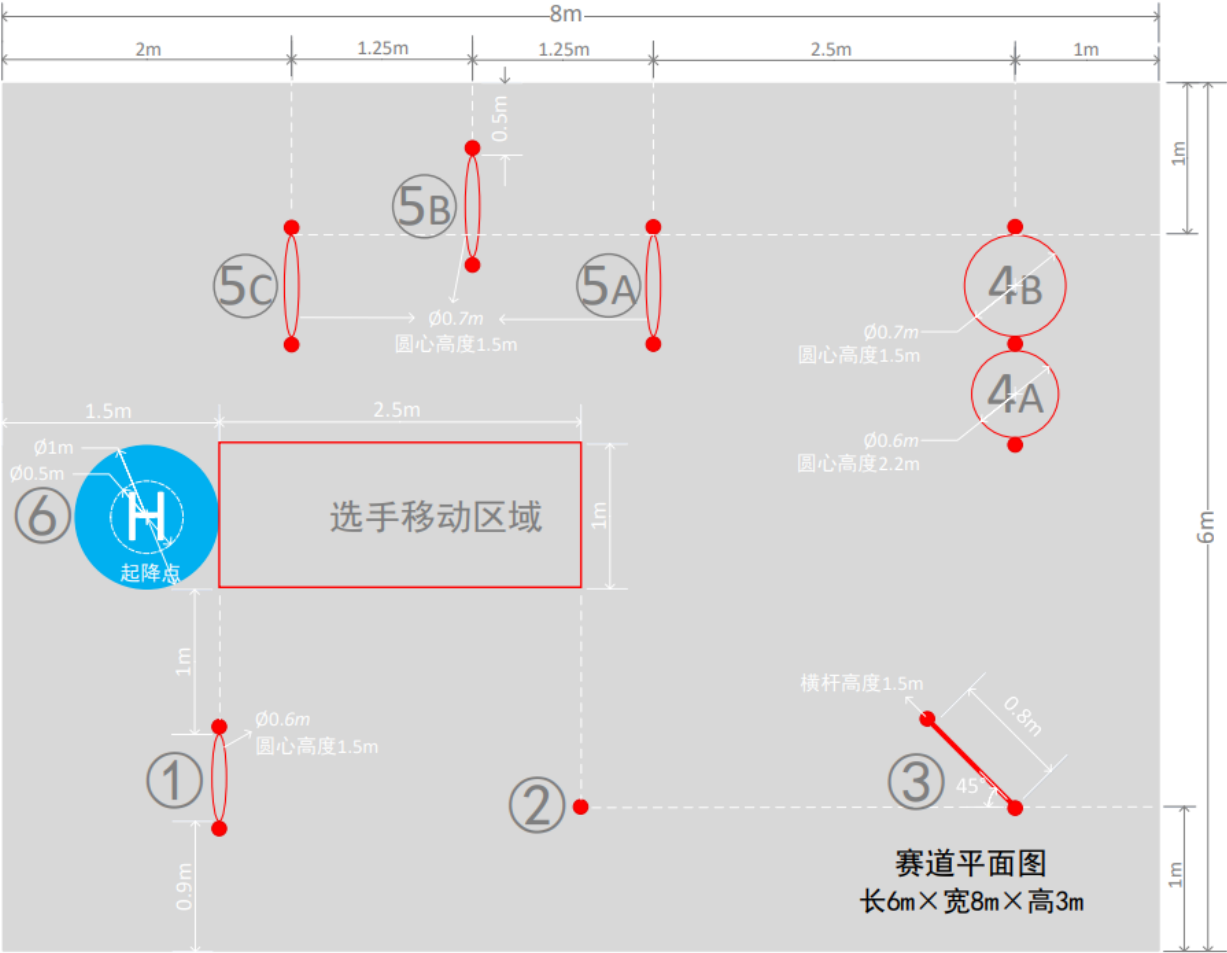 8m
2m
1.25m
1.25m
2.5m
1m
0.5m
1m
5B
5C
5A
4B
Ø0.7m
圆心高度1.5m
Ø0.7m
圆心高度1.5m
4A
Ø0.6m
圆心高度2.2m
1.5m
2.5m
Ø1m
Ø0.5m
6
H
起降点
选手移动区域
1m
6m
1m
横杆高度1.5m
0.8m
Ø0.6m
圆心高度1.5m
1
2
3
45°
0.9m
1m
赛道平面图
长6m×宽8m×高3m